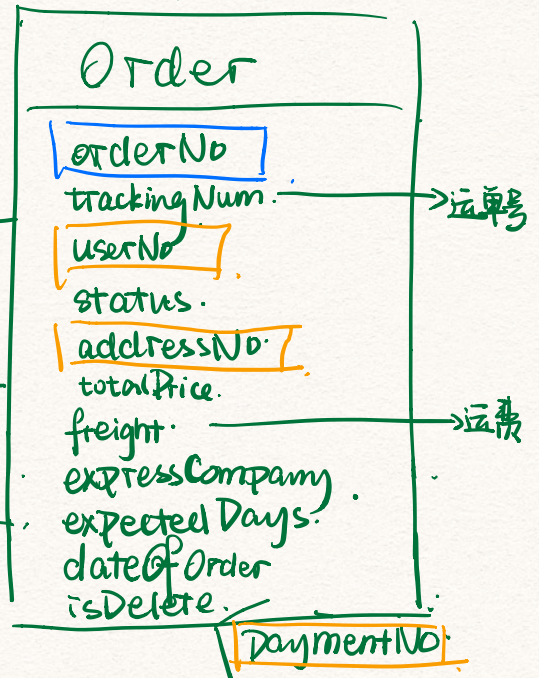 Order
orderNo
trackingNum. 运单号
userNo
status.
addressNo.
totalPrice.
freight. 运费
expressCompany
expectedDays.
dateOfOrder
isDelete.
paymentNo